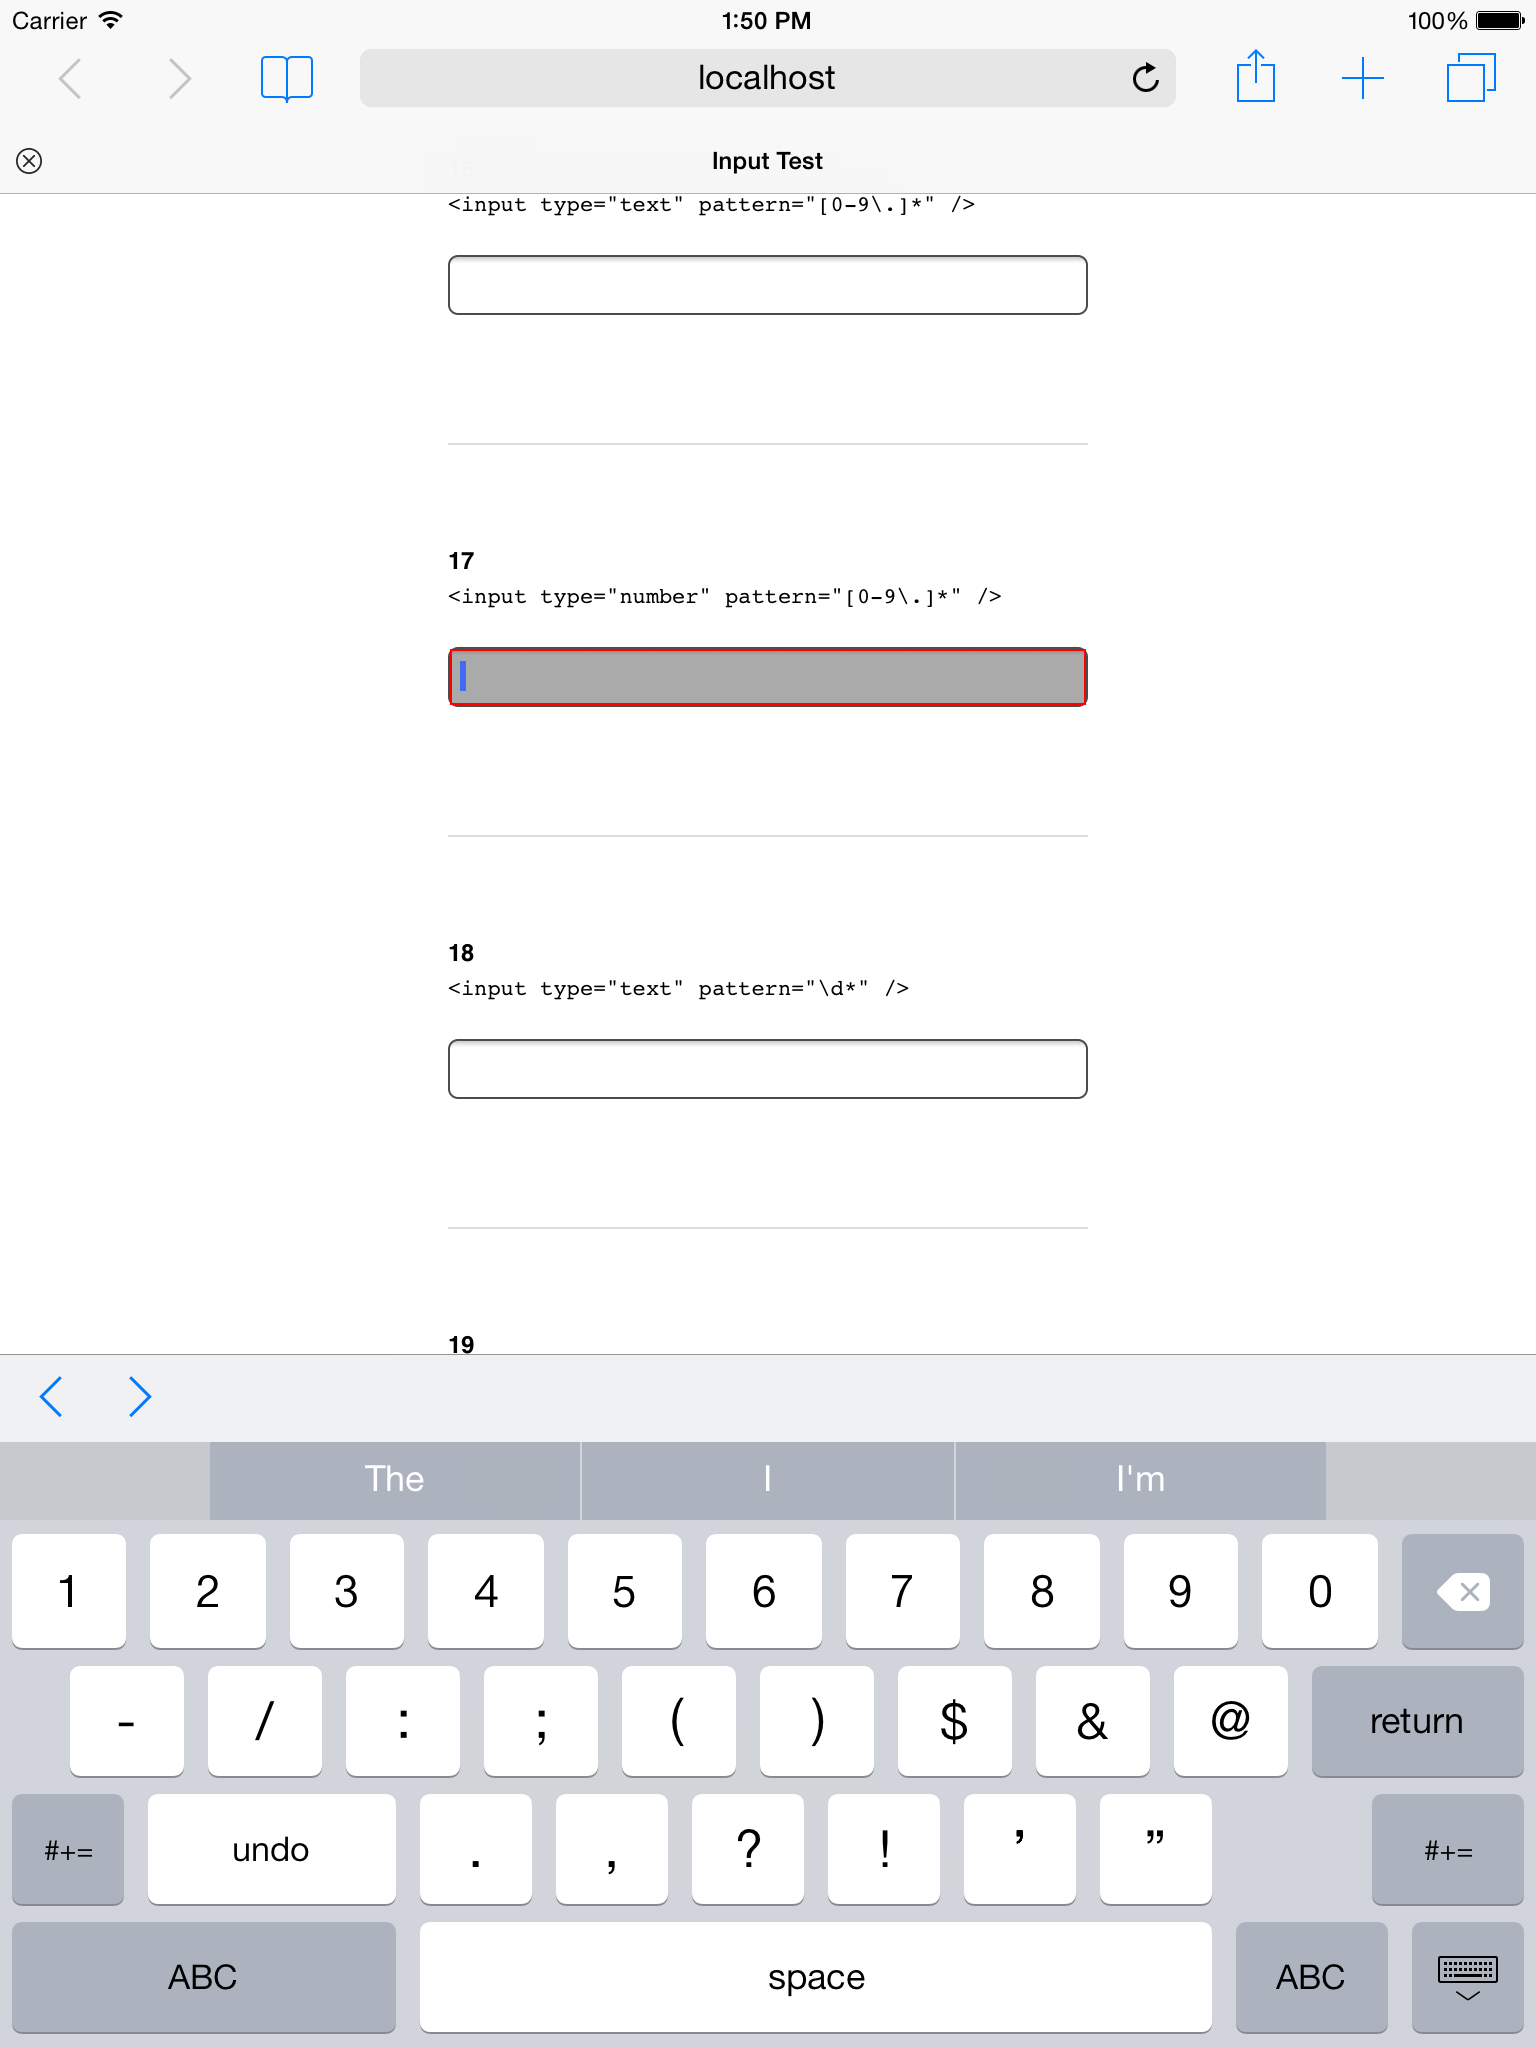 Carrier 1:50 PM 100%
localhost
Input Test
16
<input type="text" pattern="[0-9\.]*" />
17
<input type="number" pattern="[0-9\.]*" />
18
<input type="text" pattern="\d*" />
19
The I I'm
1 2 3 4 5 6 7 8 9 0
- / : ; ( ) $ & @ return
#+= undo . , ? ! ’ ” #+=
ABC space ABC